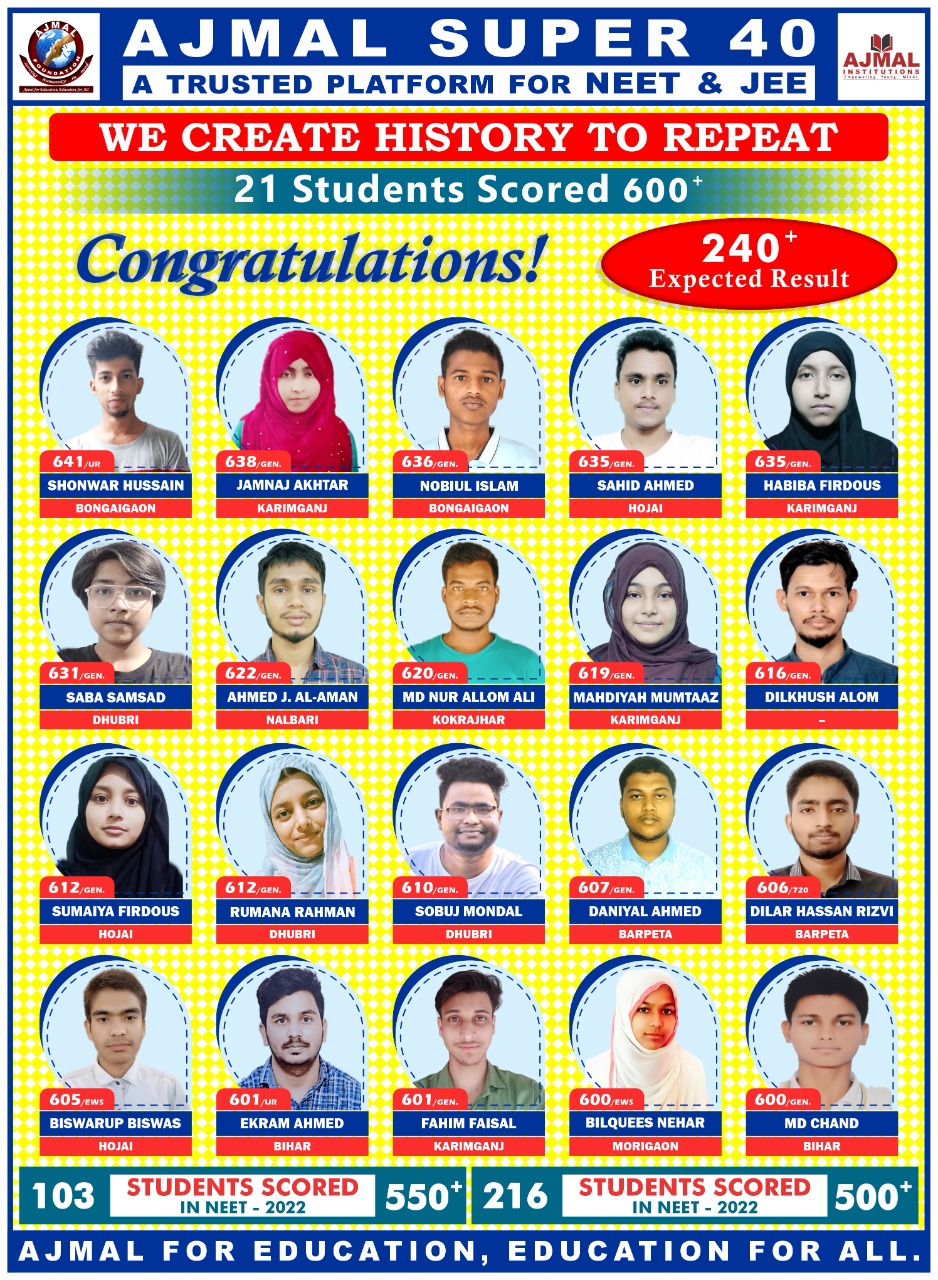 AJMAL FOUNDATION
Ajmal for Education, Education for All
AJMAL SUPER 40
A TRUSTED PLATFORM FOR NEET & JEE
AJMAL
INSTITUTIONS
Empowering Young Minds
WE CREATE HISTORY TO REPEAT
21 Students Scored 600+
Congratulations!
240+
Expected Result
641/UR
SHONWAR HUSSAIN
BONGAIGAON
638/GEN.
JAMNAJ AKHTAR
KARIMGANJ
636/GEN.
NOBIUL ISLAM
BONGAIGAON
635/GEN.
SAHID AHMED
HOJAI
635/GEN.
HABIBA FIRDOUS
KARIMGANJ
631/GEN.
SABA SAMSAD
DHUBRI
622/GEN.
AHMED J. AL-AMAN
NALBARI
620/GEN.
MD NUR ALLOM ALI
KOKRAJHAR
619/GEN.
MAHDIYAH MUMTAAZ
KARIMGANJ
616/GEN.
DILKHUSH ALOM
–
612/GEN.
SUMAIYA FIRDOUS
HOJAI
612/GEN.
RUMANA RAHMAN
DHUBRI
610/GEN.
SOBUJ MONDAL
DHUBRI
607/GEN.
DANIYAL AHMED
BARPETA
606/720
DILAR HASSAN RIZVI
BARPETA
605/EWS
BISWARUP BISWAS
HOJAI
601/UR
EKRAM AHMED
BIHAR
601/GEN.
FAHIM FAISAL
KARIMGANJ
600/EWS
BILQUEES NEHAR
MORIGAON
600/GEN.
MD CHAND
BIHAR
103 STUDENTS SCORED IN NEET - 2022 550+
216 STUDENTS SCORED IN NEET - 2022 500+
AJMAL FOR EDUCATION, EDUCATION FOR ALL.